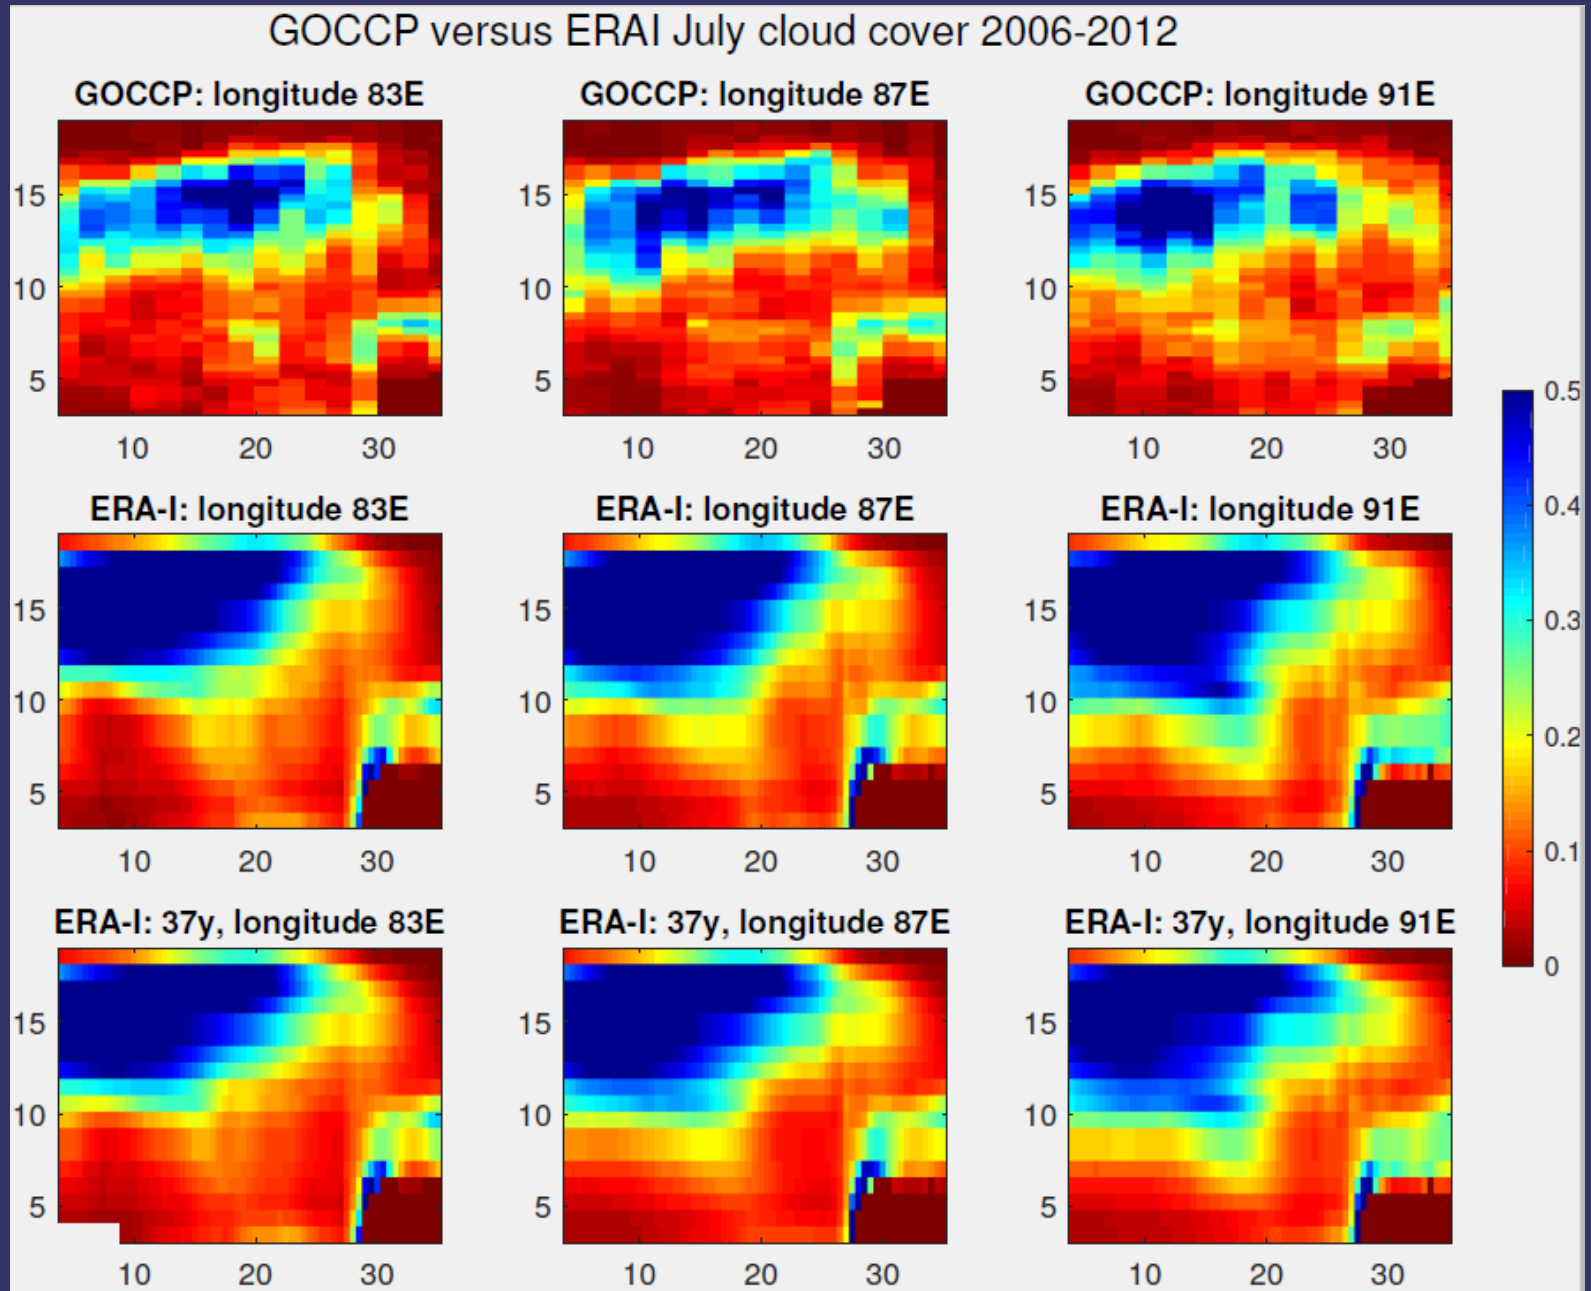 GOCCP versus ERAI July cloud cover 2006-2012
GOCCP: longitude 83E
GOCCP: longitude 87E
GOCCP: longitude 91E
15
10
5
10 20 30
15
10
5
10 20 30
15
10
5
10 20 30
ERA-I: longitude 83E
ERA-I: longitude 87E
ERA-I: longitude 91E
15
10
5
10 20 30
15
10
5
10 20 30
15
10
5
10 20 30
ERA-I: 37y, longitude 83E
ERA-I: 37y, longitude 87E
ERA-I: 37y, longitude 91E
15
10
5
10 20 30
15
10
5
10 20 30
15
10
5
10 20 30
0.5
0.4
0.3
0.2
0.1
0